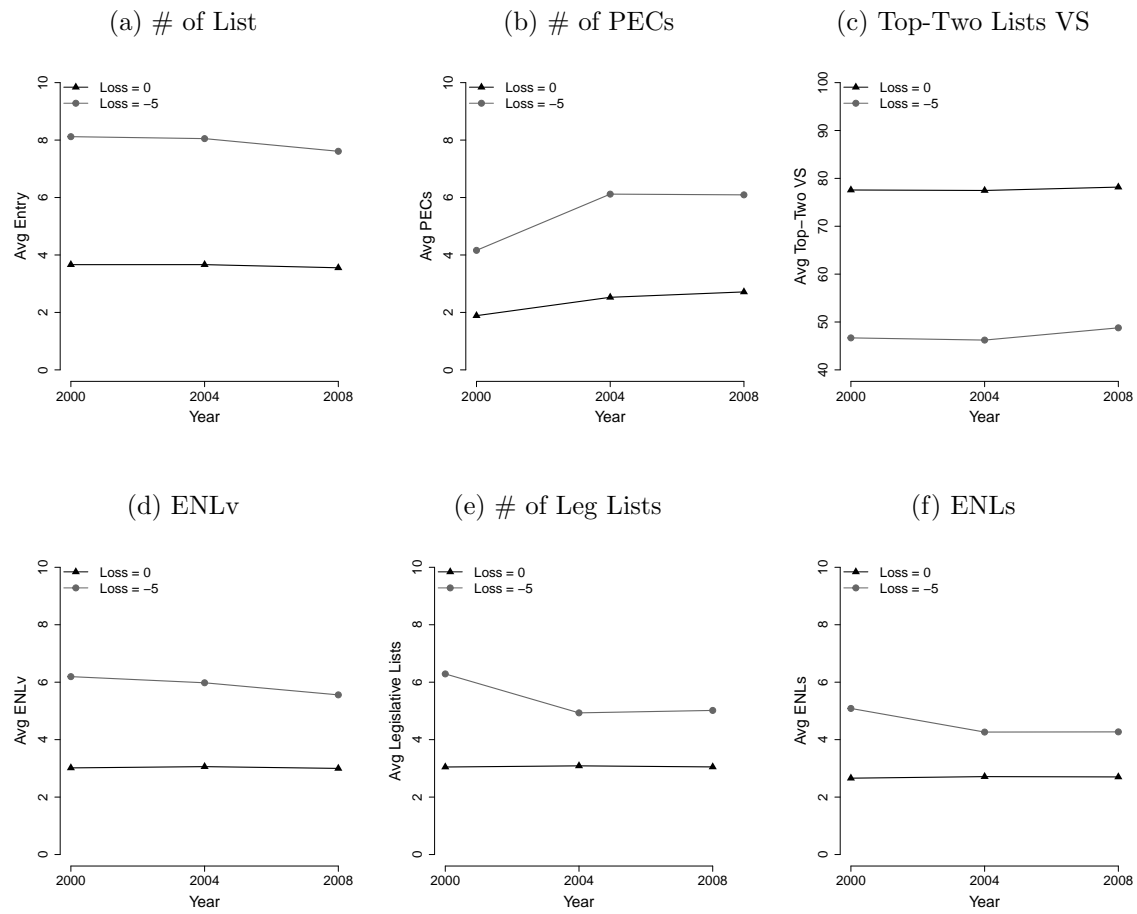 (a) # of List
(b) # of PECs
(c) Top-Two Lists VS
Loss = 0
Loss = −5
Avg Entry
0 2 4 6 8 10
2000 2004 2008
Year
Loss = 0
Loss = −5
Avg PECs
0 2 4 6 8 10
2000 2004 2008
Year
Loss = 0
Loss = −5
Avg Top−Two VS
40 50 60 70 80 90 100
2000 2004 2008
Year
(d) ENLv
(e) # of Leg Lists
(f) ENLs
Loss = 0
Loss = −5
Avg ENLv
0 2 4 6 8 10
2000 2004 2008
Year
Loss = 0
Loss = −5
Avg Legislative Lists
0 2 4 6 8 10
2000 2004 2008
Year
Loss = 0
Loss = −5
Avg ENLs
0 2 4 6 8 10
2000 2004 2008
Year